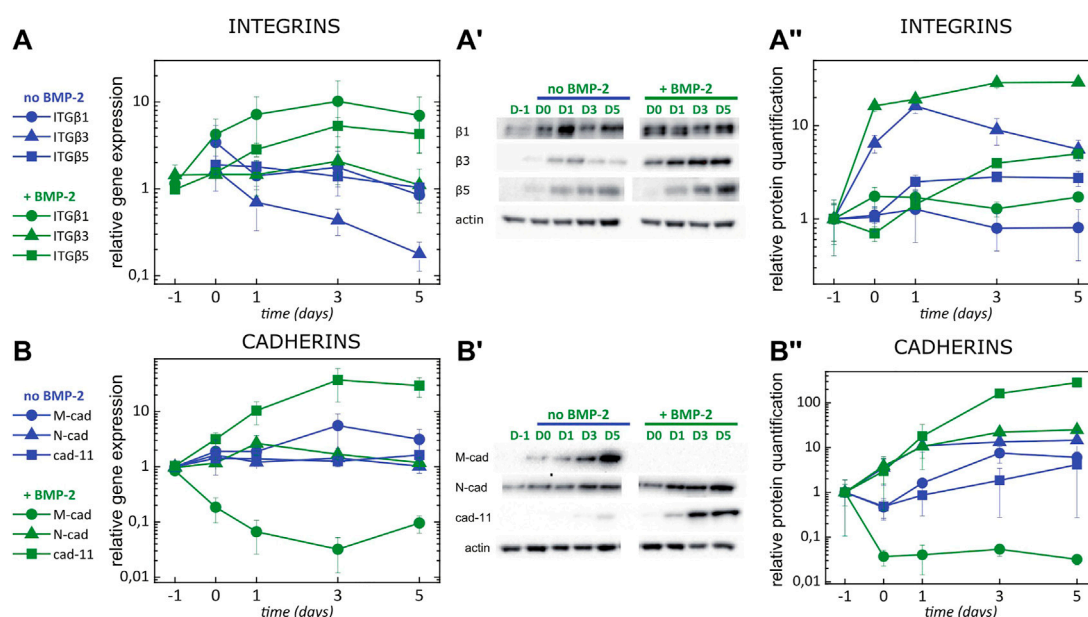 INTEGRINS
A
no BMP-2
ITGβ1
ITGβ3
ITGβ5
+ BMP-2
ITGβ1
ITGβ3
ITGβ5
relative gene expression
10
1
0,1
-1 0 1 3 5
time (days)
A'
no BMP-2 + BMP-2
D-1 D0 D1 D3 D5 D0 D1 D3 D5
β1
β3
β5
actin
A"
INTEGRINS
relative protein quantification
10
1
-1 0 1 3 5
time (days)
B
CADHERINS
no BMP-2
M-cad
N-cad
cad-11
+ BMP-2
M-cad
N-cad
cad-11
relative gene expression
10
1
0,1
0,01
-1 0 1 3 5
time (days)
B'
no BMP-2 + BMP-2
D-1 D0 D1 D3 D5 D0 D1 D3 D5
M-cad
N-cad
cad-11
actin
B"
CADHERINS
relative protein quantification
100
10
1
0,1
0,01
-1 0 1 3 5
time (days)